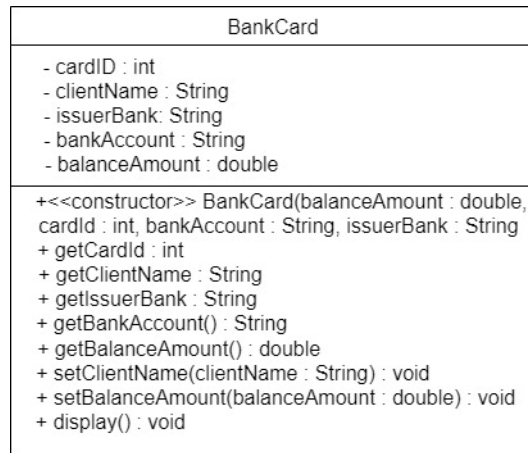 BankCard
- cardID : int
- clientName : String
- issuerBank: String
- bankAccount : String
- balanceAmount : double
+<<constructor>> BankCard(balanceAmount : double,
cardId : int, bankAccount : String, issuerBank : String
+ getCardId : int
+ getClientName : String
+ getIssuerBank : String
+ getBankAccount() : String
+ getBalanceAmount() : double
+ setClientName(clientName : String) : void
+ setBalanceAmount(balanceAmount : double) : void
+ display() : void